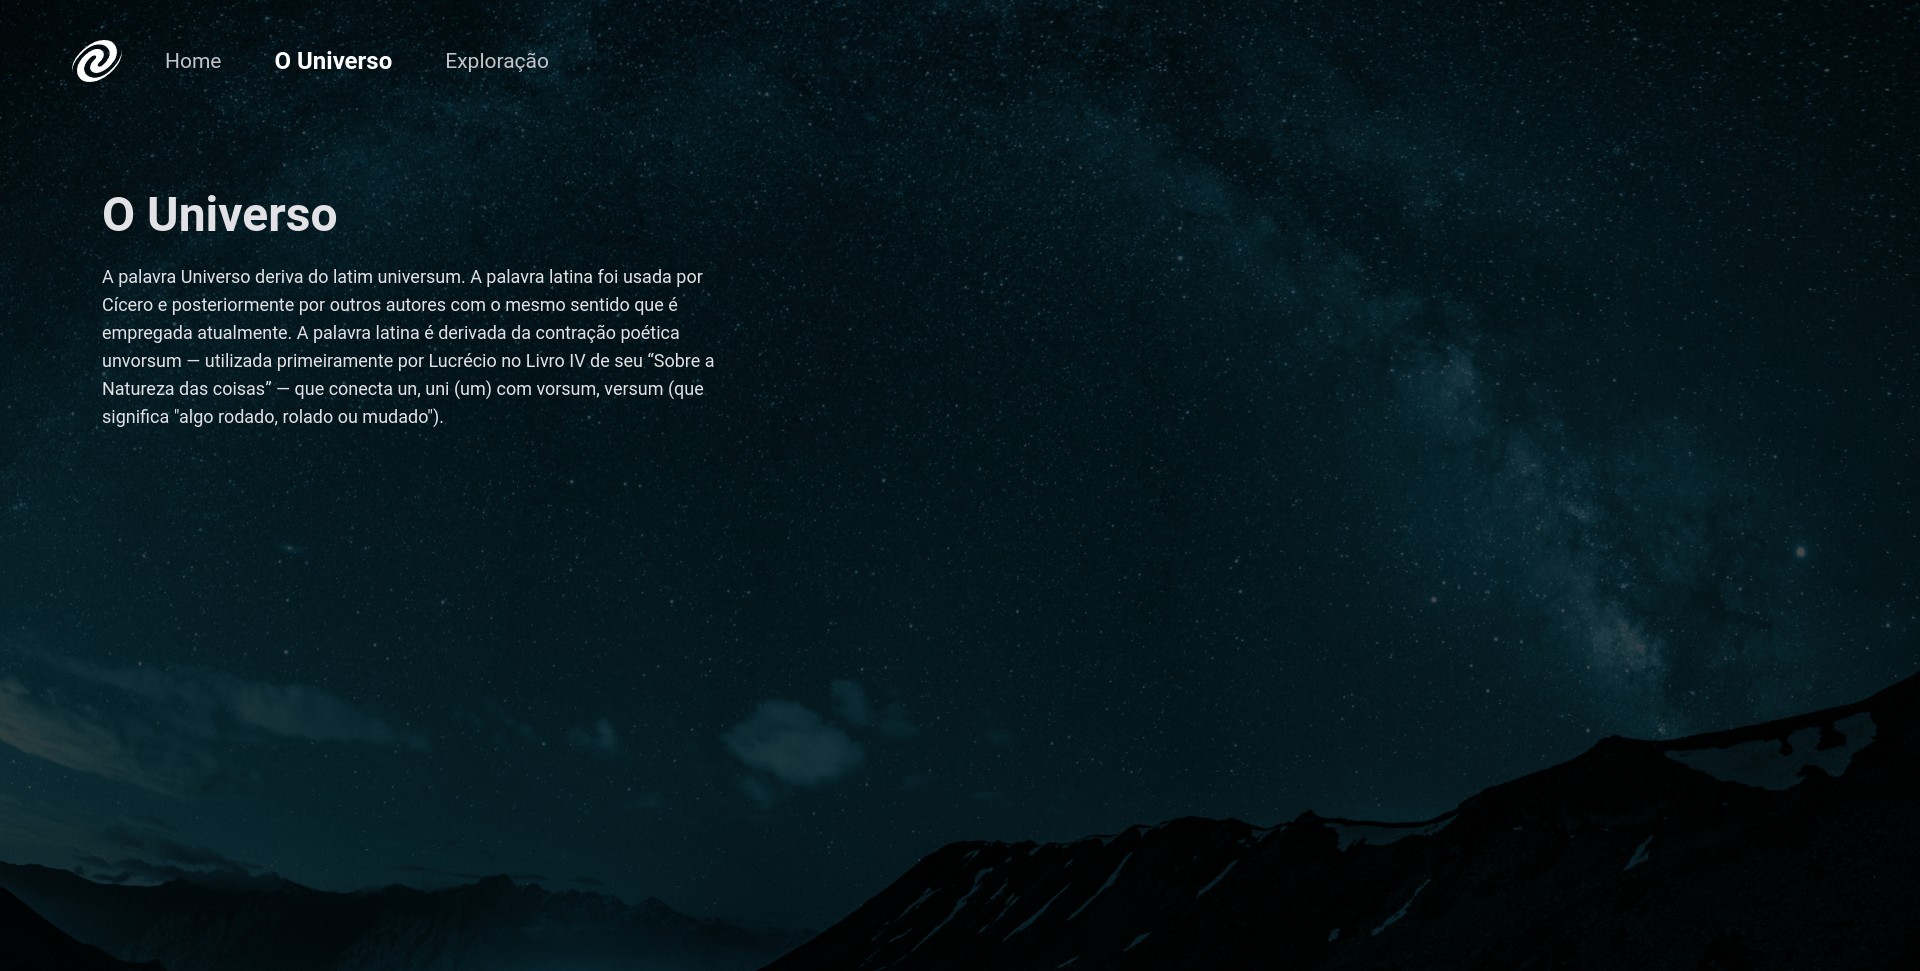 Home O Universo Exploração
O Universo
A palavra Universo deriva do latim universum. A palavra latina foi usada por
Cícero e posteriormente por outros autores com o mesmo sentido que é
empregada atualmente. A palavra latina é derivada da contração poética
unvorsum — utilizada primeiramente por Lucrécio no Livro IV de seu “Sobre a
Natureza das coisas” — que conecta un, uni (um) com vorsum, versum (que
significa "algo rodado, rolado ou mudado").